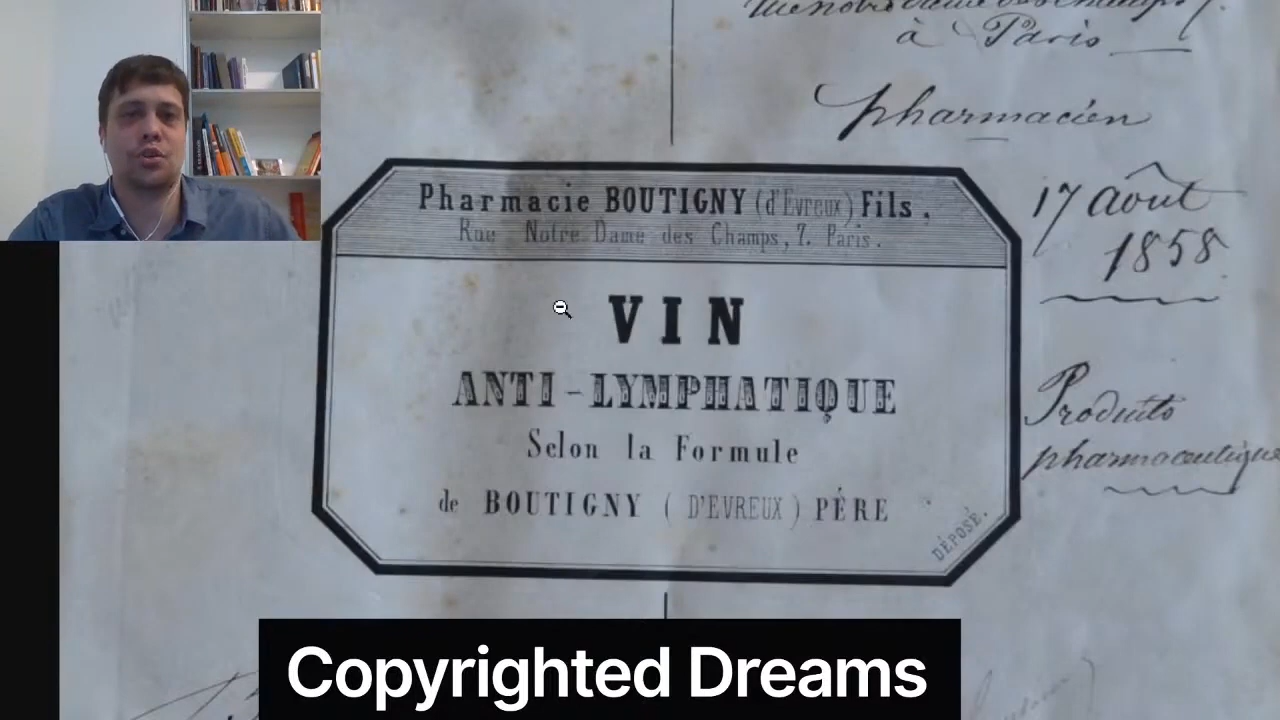 à Paris
pharmacien
17 août
1858
Produits
pharmaceutique
Pharmacie BOUTIGNY (d'Evreux) Fils.
Rue Notre Dame des Champs, 7. Paris.
VIN
ANTI-LYMPHATIQUE
Selon la Formule
de BOUTIGNY (D'EVREUX) PÈRE
DÉPOSÉ.
Copyrighted Dreams